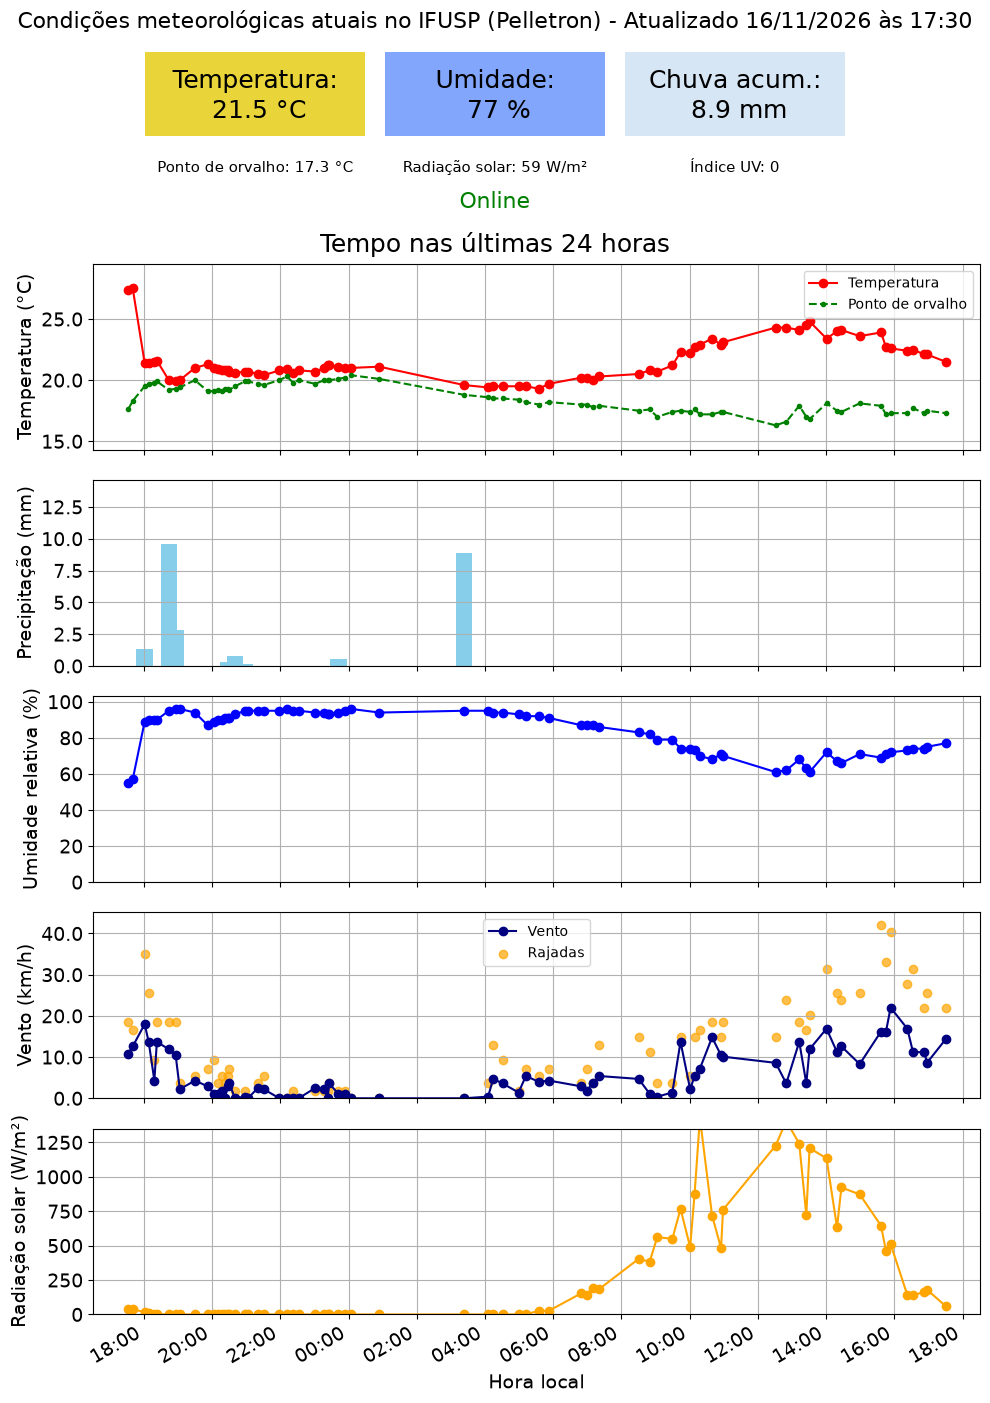 Condições meteorológicas atuais no IFUSP (Pelletron) - Atualizado 16/11/2026 às 17:30
Temperatura:
21.5 °C
Umidade:
77 %
Chuva acum.:
8.9 mm
Ponto de orvalho: 17.3 °C
Radiação solar: 59 W/m²
Índice UV: 0
Online
Tempo nas últimas 24 horas
Temperatura (°C)
25.0
20.0
15.0
Temperatura
Ponto de orvalho
Precipitação (mm)
12.5
10.0
7.5
5.0
2.5
0.0
Umidade relativa (%)
100
80
60
40
20
0
Vento (km/h)
40.0
30.0
20.0
10.0
0.0
Vento
Rajadas
Radiação solar (W/m²)
1250
1000
750
500
250
0
18:00 20:00 22:00 00:00 02:00 04:00 06:00 08:00 10:00 12:00 14:00 16:00 18:00
Hora local